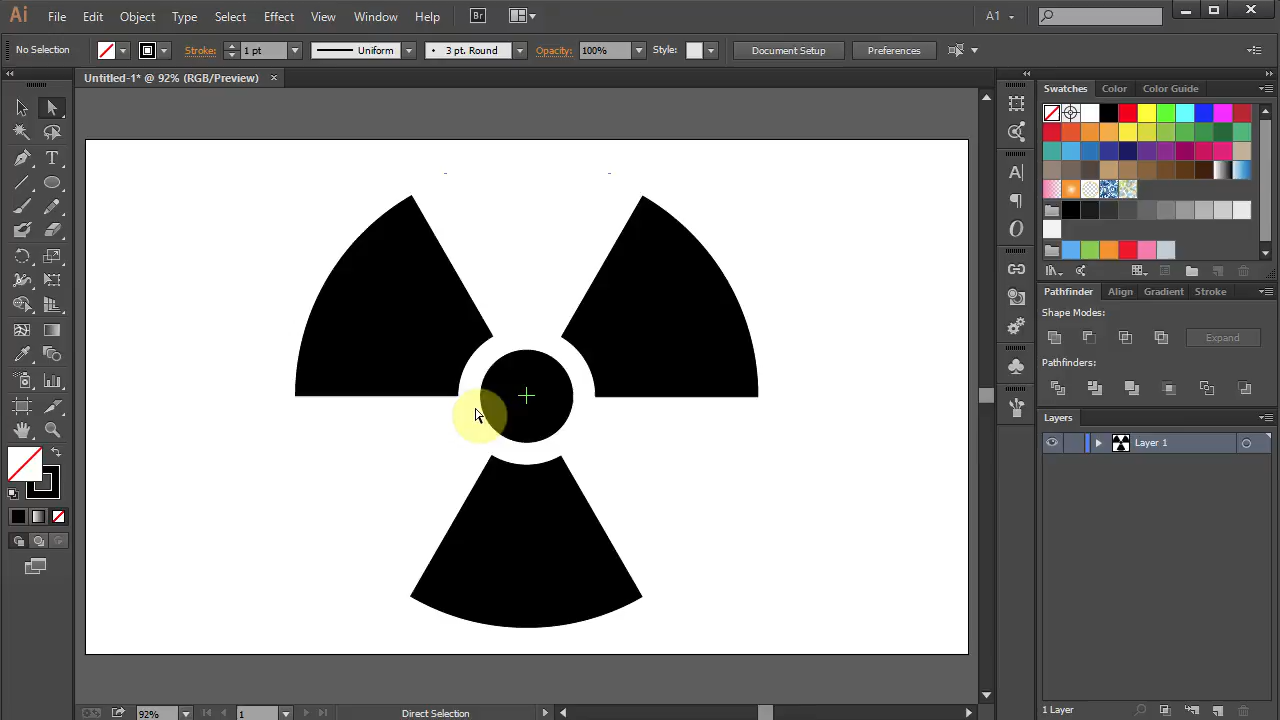 Ai File Edit Object Type Select Effect View Window Help Br A1
No Selection Stroke: 1 pt Uniform 3 pt. Round Opacity: 100% Style: Document Setup Preferences
Untitled-1* @ 92% (RGB/Preview)
Swatches Color Color Guide
Pathfinder Align Gradient Stroke
Shape Modes:
Expand
Pathfinders:
Layers
Layer 1
1 Layer
92% 1 Direct Selection